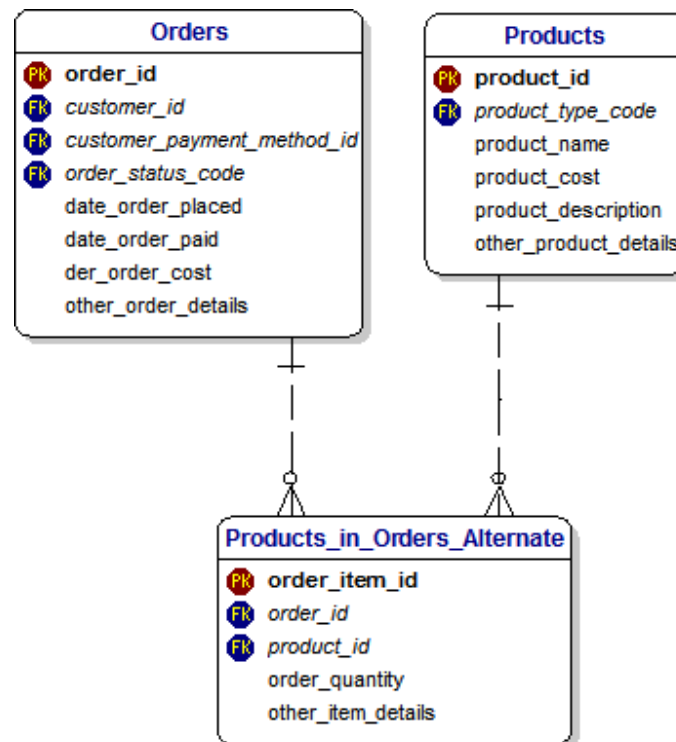 Orders
PK order_id
FK customer_id
FK customer_payment_method_id
FK order_status_code
date_order_placed
date_order_paid
der_order_cost
other_order_details
Products
PK product_id
FK product_type_code
product_name
product_cost
product_description
other_product_details
Products_in_Orders_Alternate
PK order_item_id
FK order_id
FK product_id
order_quantity
other_item_details